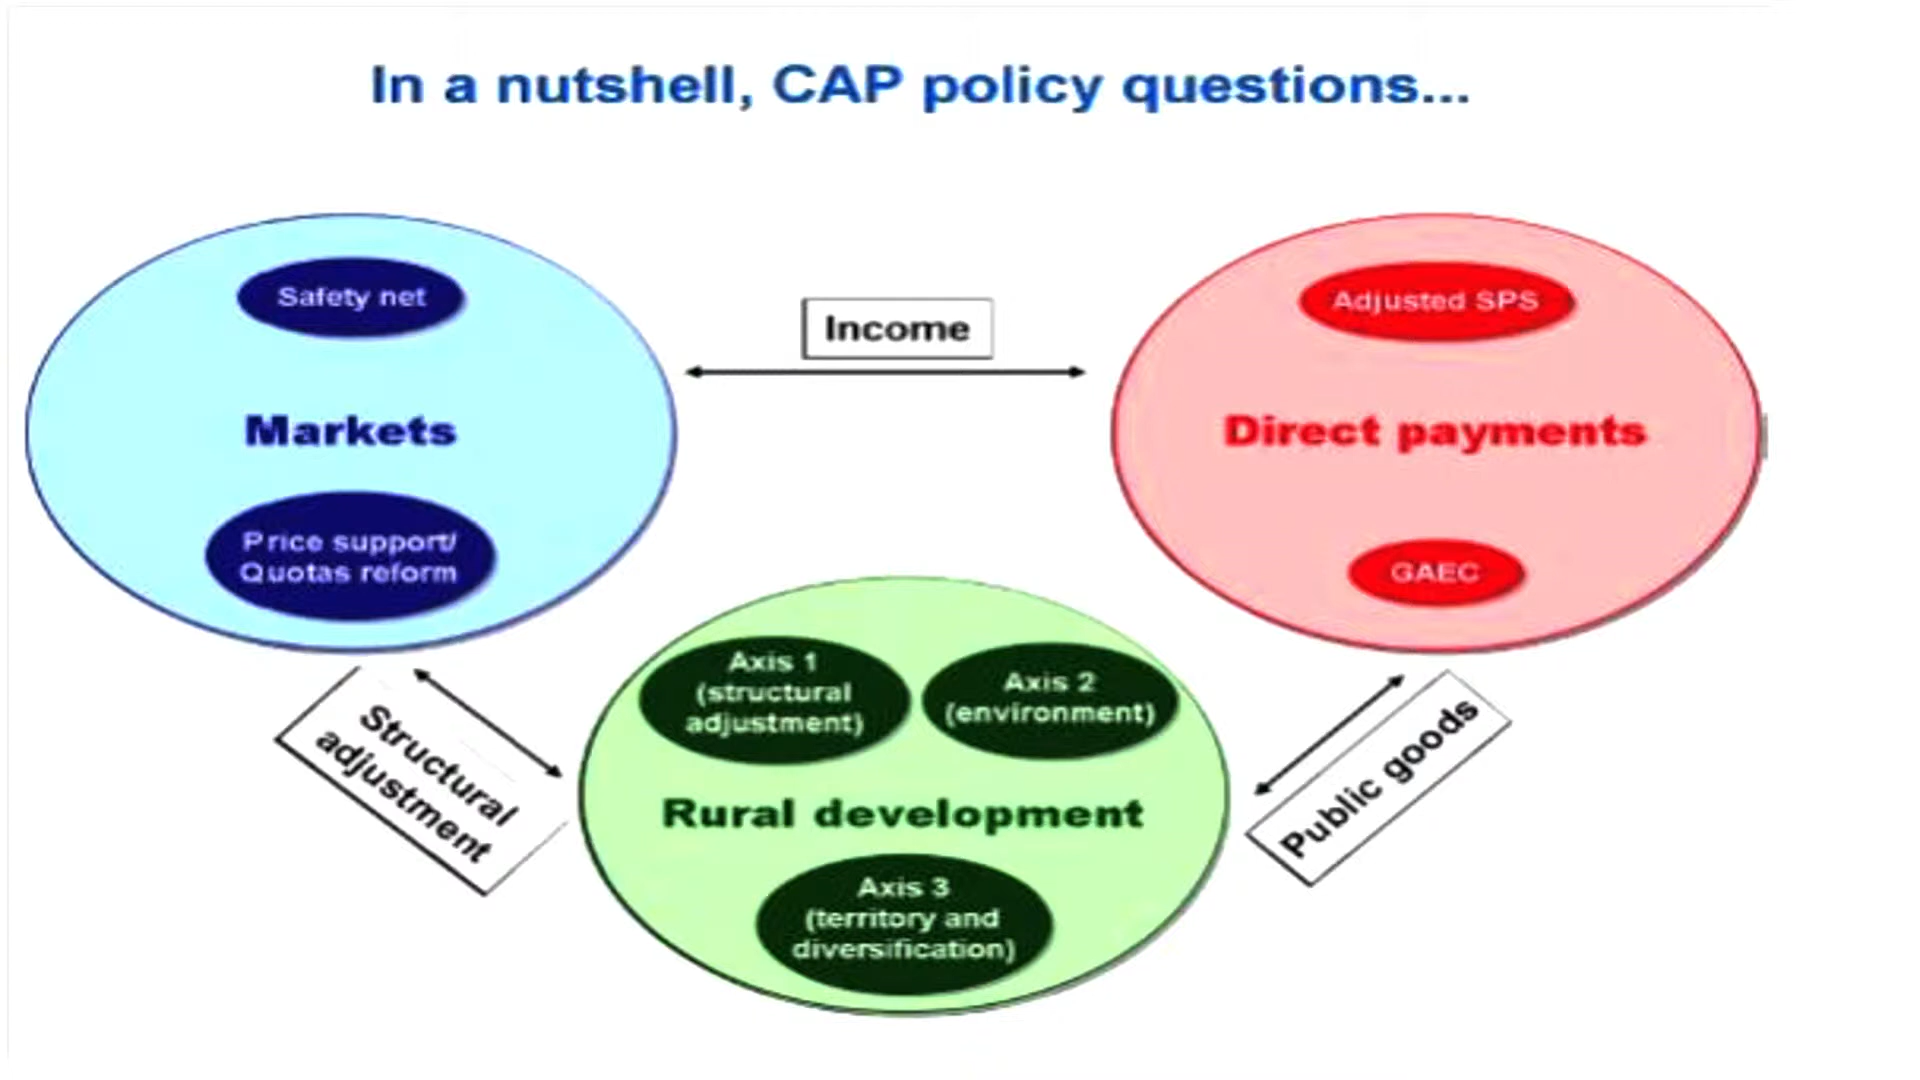 In a nutshell, CAP policy questions...
Safety net
Markets
Price support/
Quotas reform
Income
Adjusted SPS
Direct payments
GAEC
Structural
adjustment
Axis 1
(structural
adjustment)
Axis 2
(environment)
Rural development
Axis 3
(territory and
diversification)
Public goods